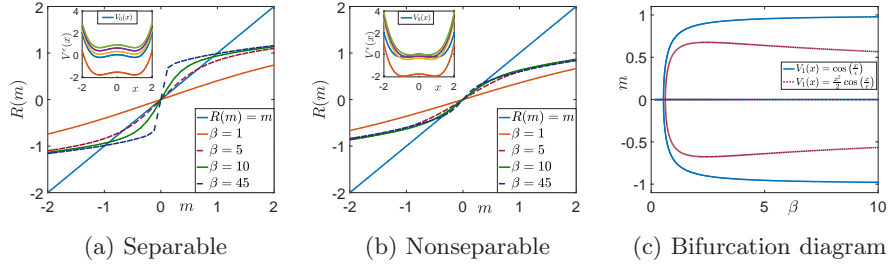 2
1
0
-1
-2
-2
-1
0
1
2
R(m)
m
4
2
0
-2
-2
0
x
2
V^ε(x)
V₀(x)
R(m) = m
β = 1
β = 5
β = 10
β = 45
(a) Separable
2
1
0
-1
-2
-2
-1
0
1
2
R(m)
m
4
2
0
-2
-2
0
x
2
V^ε(x)
V₀(x)
R(m) = m
β = 1
β = 5
β = 10
β = 45
(b) Nonseparable
1
0.5
0
-0.5
-1
0
5
10
m
β
V₁(x) = cos(x/ε)
V₁(x) = x²/2 cos(x/ε)
(c) Bifurcation diagram